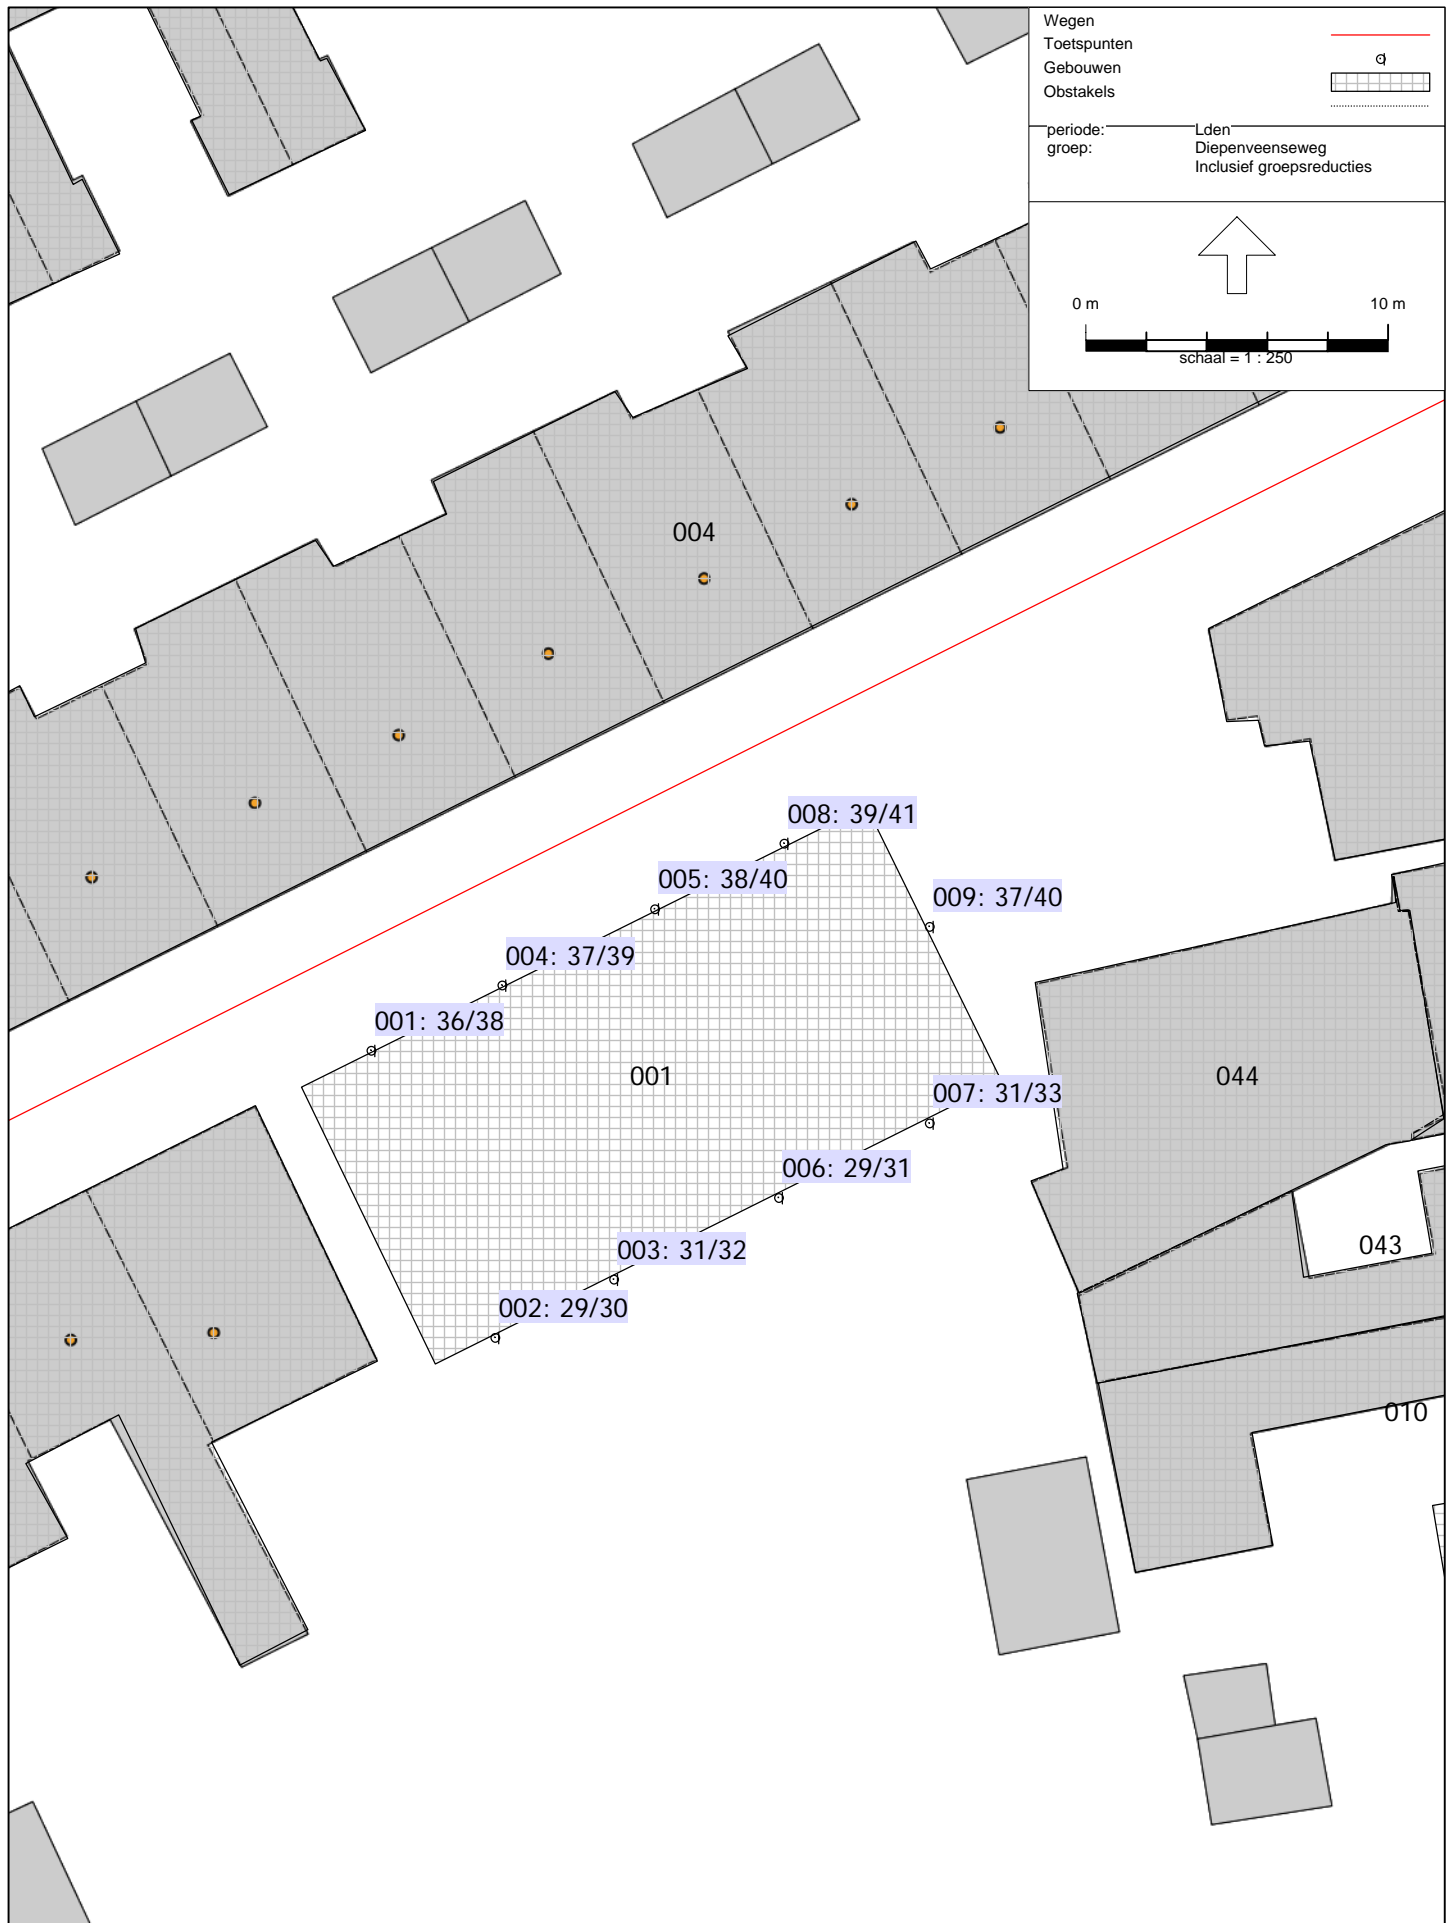 Wegen
Toetspunten
Gebouwen
Obstakels
periode: Lden
groep: Diepenveenseweg
Inclusief groepsreducties
0 m 10 m
schaal = 1 : 250
004
008: 39/41
005: 38/40
009: 37/40
004: 37/39
001: 36/38
001
044
007: 31/33
006: 29/31
003: 31/32
043
002: 29/30
010